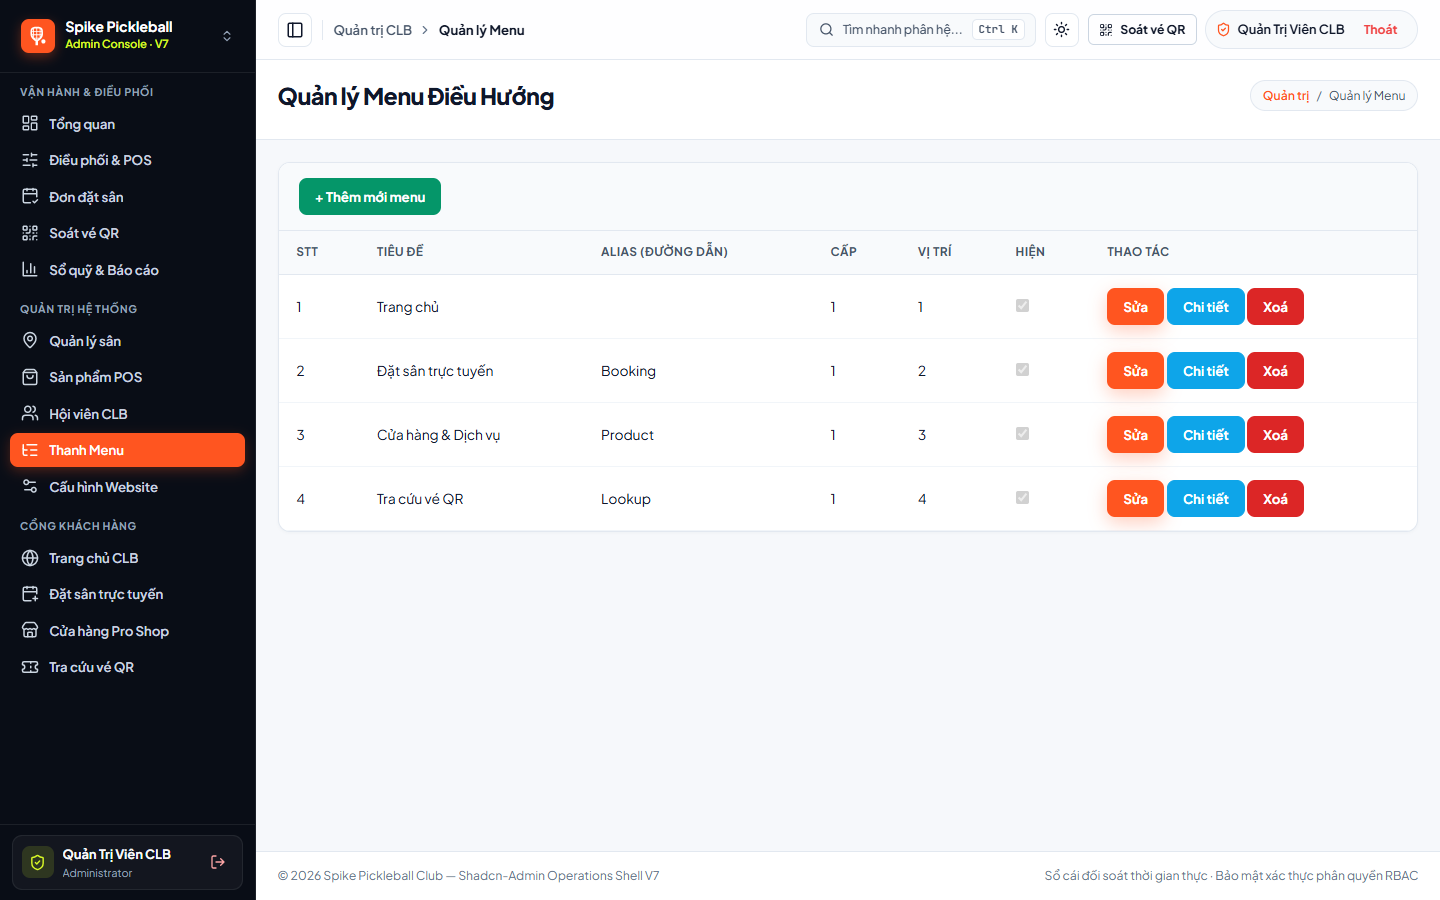 Spike Pickleball
Admin Console · V7
VẬN HÀNH & ĐIỀU PHỐI
Tổng quan
Điều phối & POS
Đơn đặt sân
Soát vé QR
Sổ quỹ & Báo cáo
QUẢN TRỊ HỆ THỐNG
Quản lý sân
Sản phẩm POS
Hội viên CLB
Thanh Menu
Cấu hình Website
CỔNG KHÁCH HÀNG
Trang chủ CLB
Đặt sân trực tuyến
Cửa hàng Pro Shop
Tra cứu vé QR
Quản Trị Viên CLB
Administrator
Quản trị CLB > Quản lý Menu
Tìm nhanh phân hệ... Ctrl K
Soát vé QR
Quản Trị Viên CLB Thoát
Quản lý Menu Điều Hướng
Quản trị / Quản lý Menu
+ Thêm mới menu
STT TIÊU ĐỀ ALIAS (ĐƯỜNG DẪN) CẤP VỊ TRÍ HIỆN THAO TÁC
1 Trang chủ 1 1 Sửa Chi tiết Xoá
2 Đặt sân trực tuyến Booking 1 2 Sửa Chi tiết Xoá
3 Cửa hàng & Dịch vụ Product 1 3 Sửa Chi tiết Xoá
4 Tra cứu vé QR Lookup 1 4 Sửa Chi tiết Xoá
© 2026 Spike Pickleball Club — Shadcn-Admin Operations Shell V7
Sổ cái đối soát thời gian thực · Bảo mật xác thực phân quyền RBAC